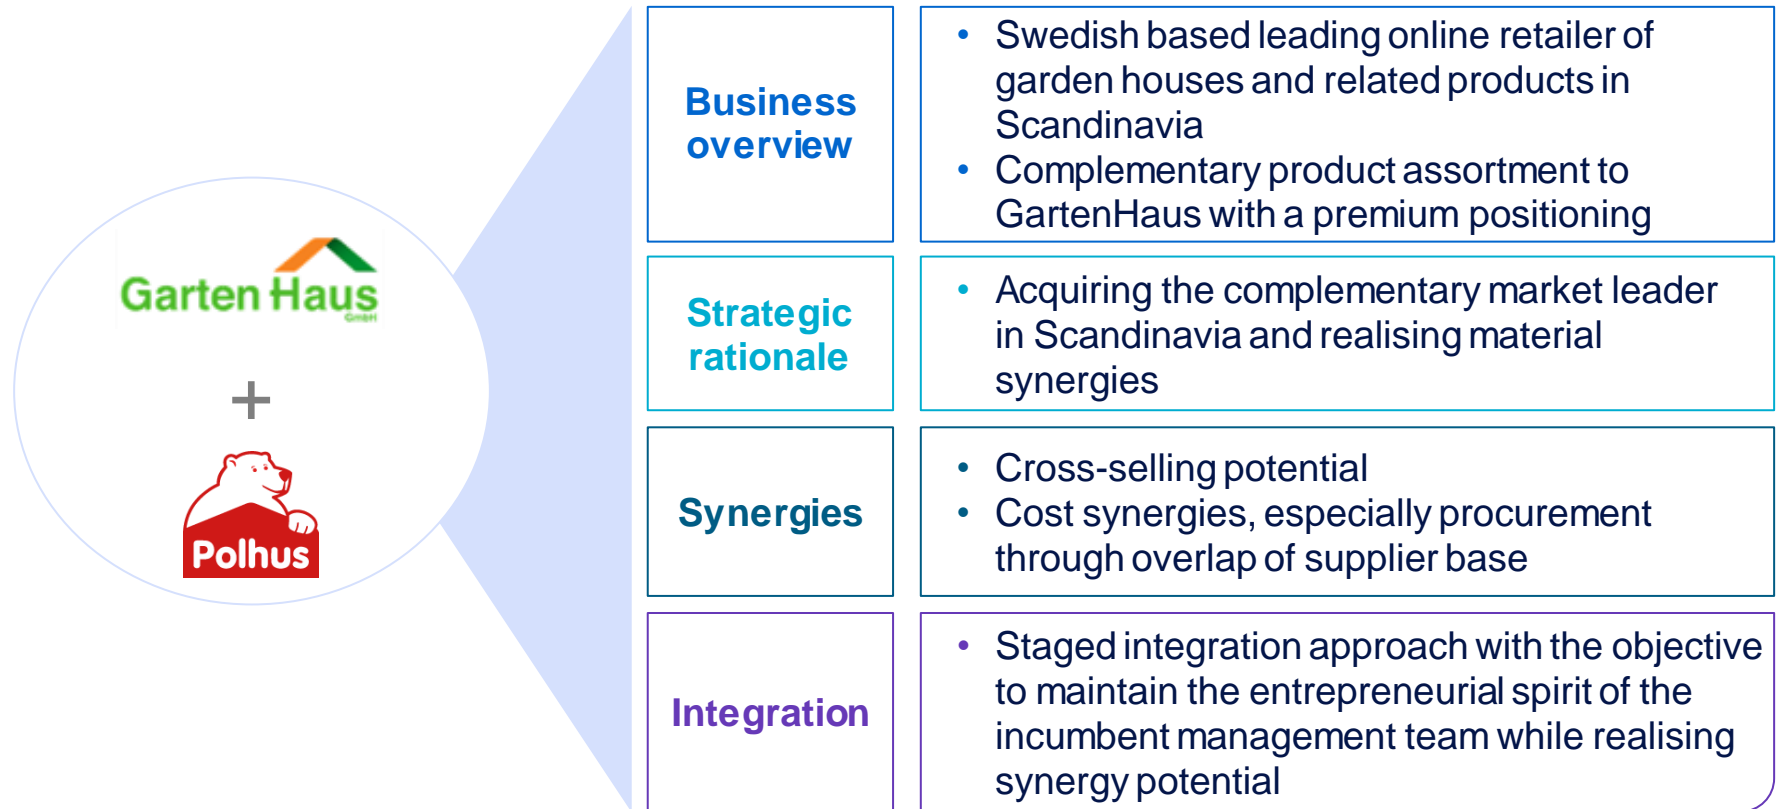 Garten Haus
GmbH
+
Polhus
Business
overview
• Swedish based leading online retailer of
garden houses and related products in
Scandinavia
• Complementary product assortment to
GartenHaus with a premium positioning
Strategic
rationale
• Acquiring the complementary market leader
in Scandinavia and realising material
synergies
Synergies
• Cross-selling potential
• Cost synergies, especially procurement
through overlap of supplier base
Integration
• Staged integration approach with the objective
to maintain the entrepreneurial spirit of the
incumbent management team while realising
synergy potential